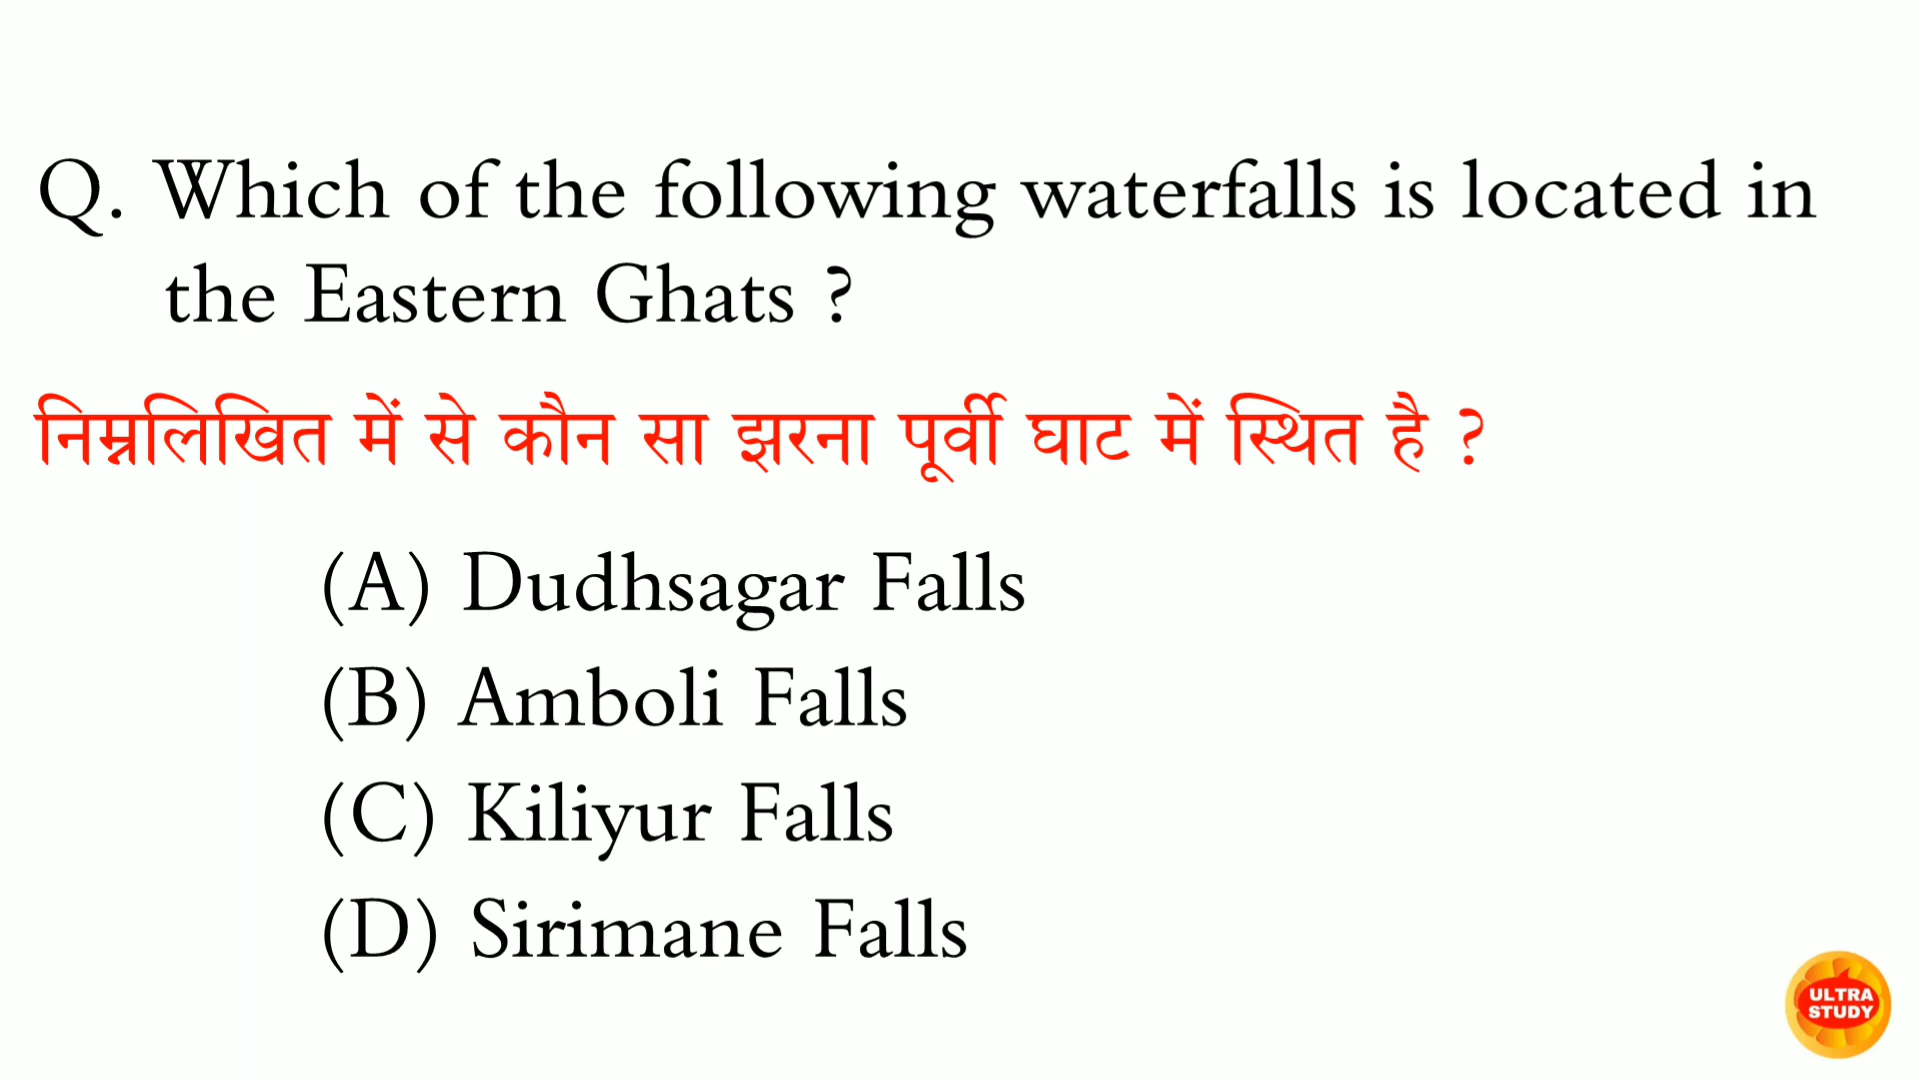 Q. Which of the following waterfalls is located in
the Eastern Ghats ?
निम्नलिखित में से कौन सा झरना पूर्वी घाट में स्थित है ?
(A) Dudhsagar Falls
(B) Amboli Falls
(C) Kiliyur Falls
(D) Sirimane Falls
ULTRA
STUDY